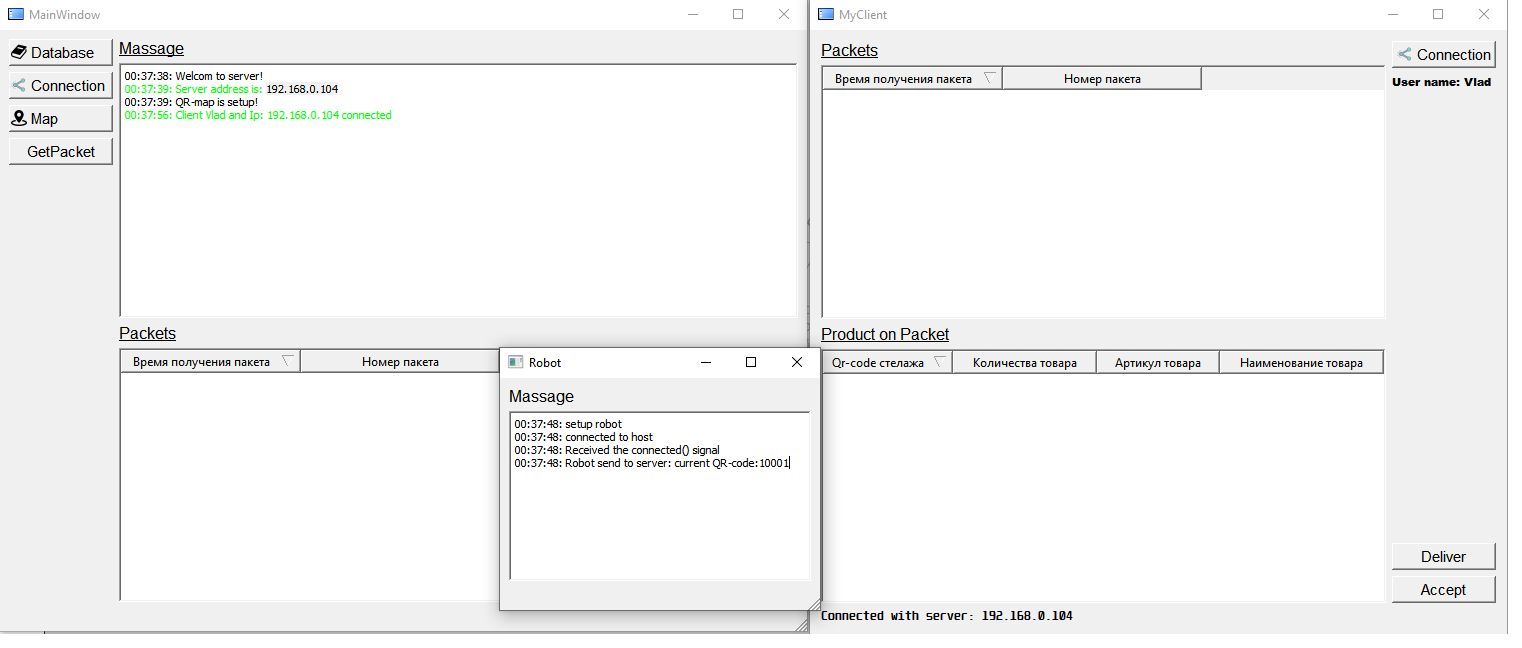 MainWindow
Database
Connection
Map
GetPacket
Massage
00:37:38: Welcom to server!
00:37:39: Server address is: 192.168.0.104
00:37:39: QR-map is setup!
00:37:56: Client Vlad and Ip: 192.168.0.104 connected
Packets
Время получения пакета
Номер пакета
Robot
Massage
00:37:48: setup robot
00:37:48: connected to host
00:37:48: Received the connected() signal
00:37:48: Robot send to server: current QR-code:10001
MyClient
Packets
Время получения пакета
Номер пакета
Connection
User name: Vlad
Product on Packet
Qr-code стелажа
Количества товара
Артикул товара
Наименование товара
Deliver
Accept
Connected with server: 192.168.0.104